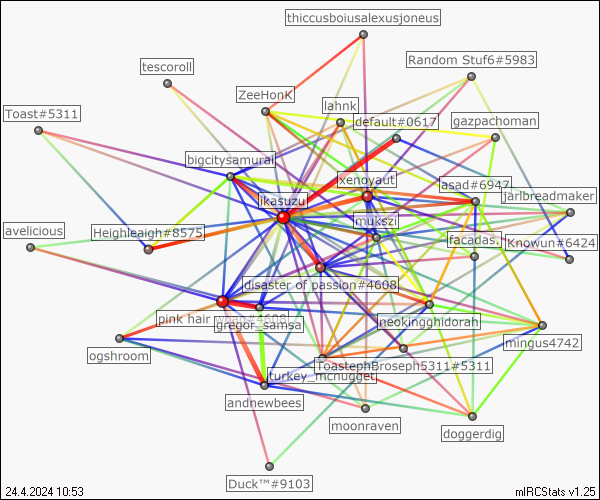 thiccusboiusalexusjoneus
Random Stuf6#5983
tescoroll
ZeeHonK
lahnk
Toast#5311
default#0617
gazpachoman
bigcitysamurai
xenoyaut
asad#6947
jarlbreadmaker
ikasuzu
mukszi
avelicious
Heighleaigh#8575
facadas.
Knowun#6424
disaster of passion#4608
pink hair
#4608
gregor_samsa
neokingghidorah
mingus4742
ogshroom
turkey_mcnugget
ToastephBroseph5311#5311
andnewbees
moonraven
doggerdig
Duck™#9103
24.4.2024 10:53
mIRCStats v1.25